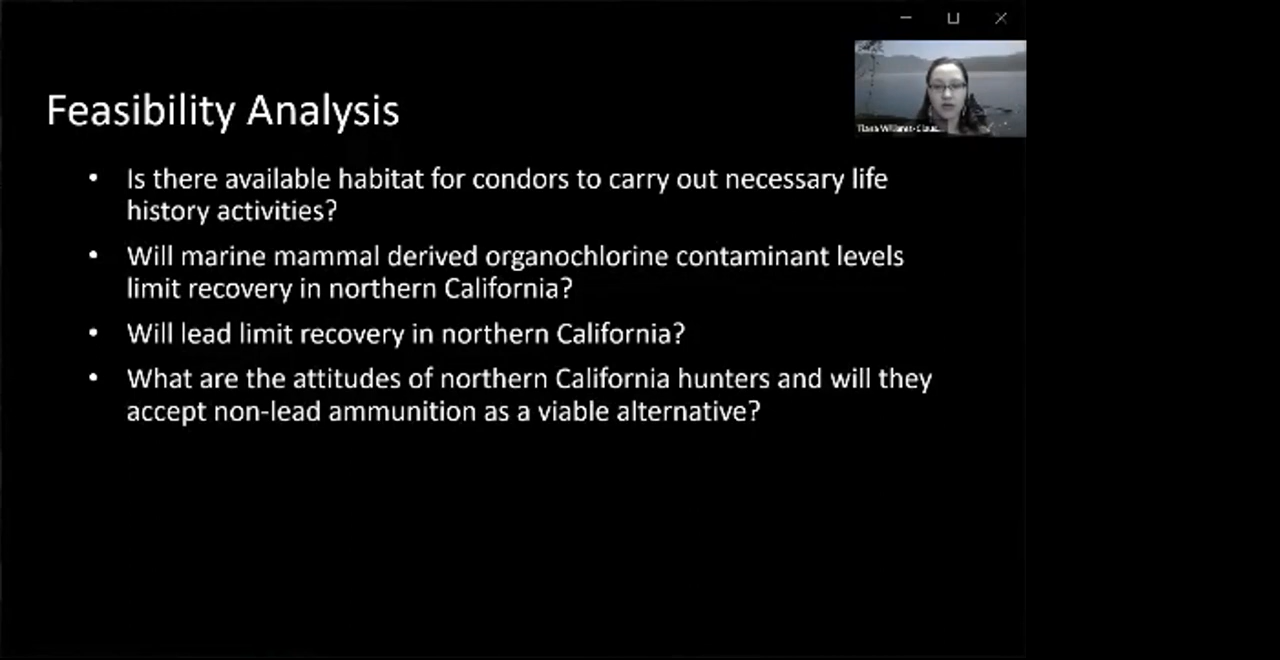 Feasibility Analysis
• Is there available habitat for condors to carry out necessary life
history activities?
• Will marine mammal derived organochlorine contaminant levels
limit recovery in northern California?
• Will lead limit recovery in northern California?
• What are the attitudes of northern California hunters and will they
accept non-lead ammunition as a viable alternative?